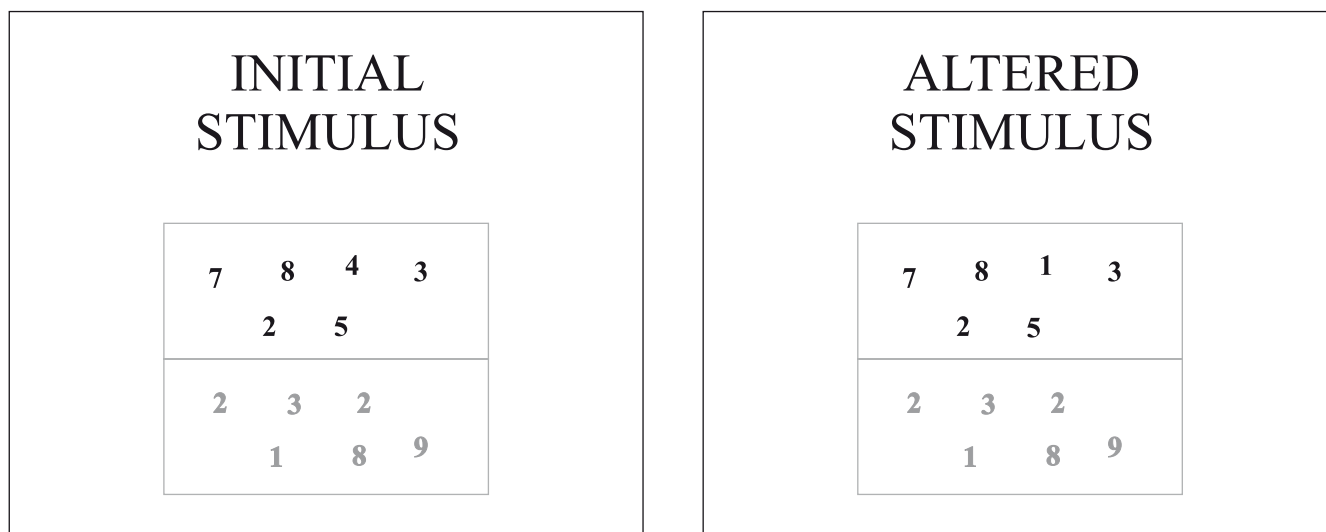 INITIAL
STIMULUS
7 8 4 3
2 5
2 3 2
1 8 9
ALTERED
STIMULUS
7 8 1 3
2 5
2 3 2
1 8 9